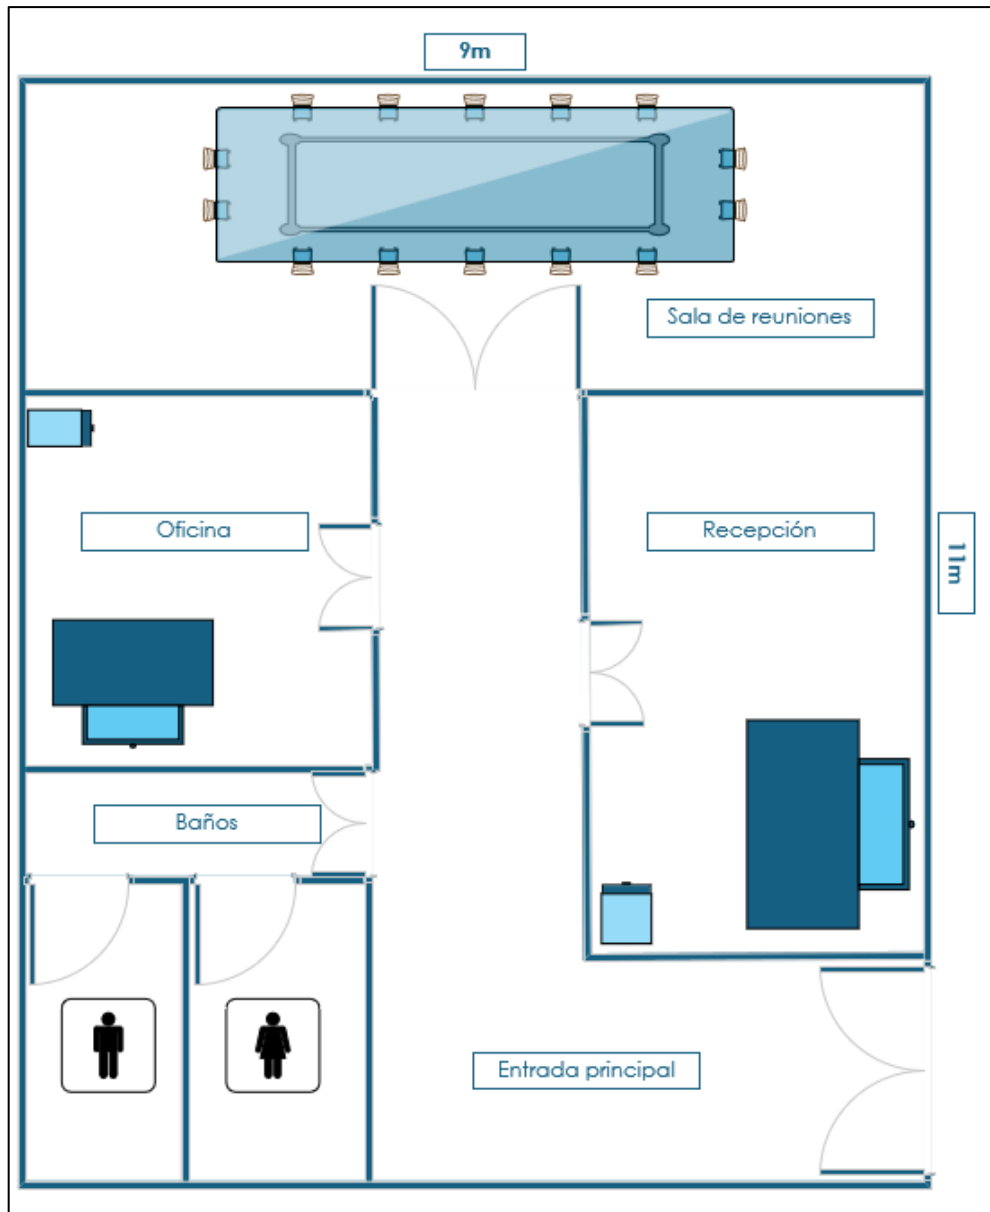 9m
Sala de reuniones
Oficina
Recepción
11m
Baños
Entrada principal